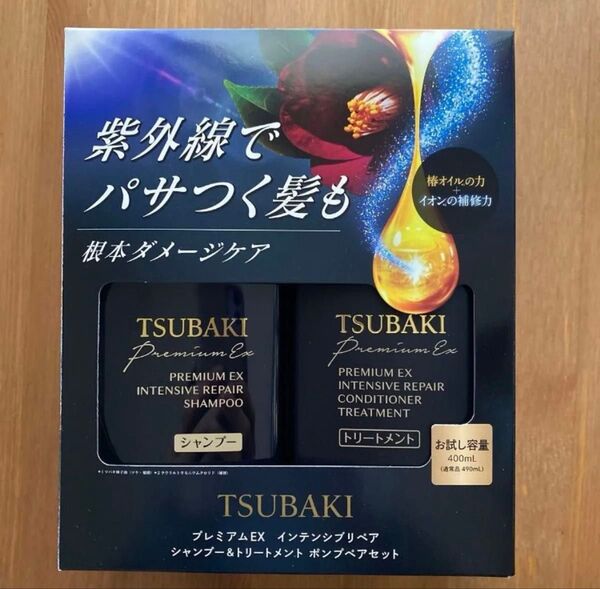 紫外線で
パサつく髪も
根本ダメージケア
椿オイルの力
+
イオンの補修力
TSUBAKI
Premium Ex
PREMIUM EX
INTENSIVE REPAIR
SHAMPOO
シャンプー
TSUBAKI
Premium Ex
PREMIUM EX
INTENSIVE REPAIR
CONDITIONER
TREATMENT
トリートメント
お試し容量
400mL
(通常品 490mL)
TSUBAKI
プレミアムEX インテンシブリペア
シャンプー&トリートメント ポンプペアセット